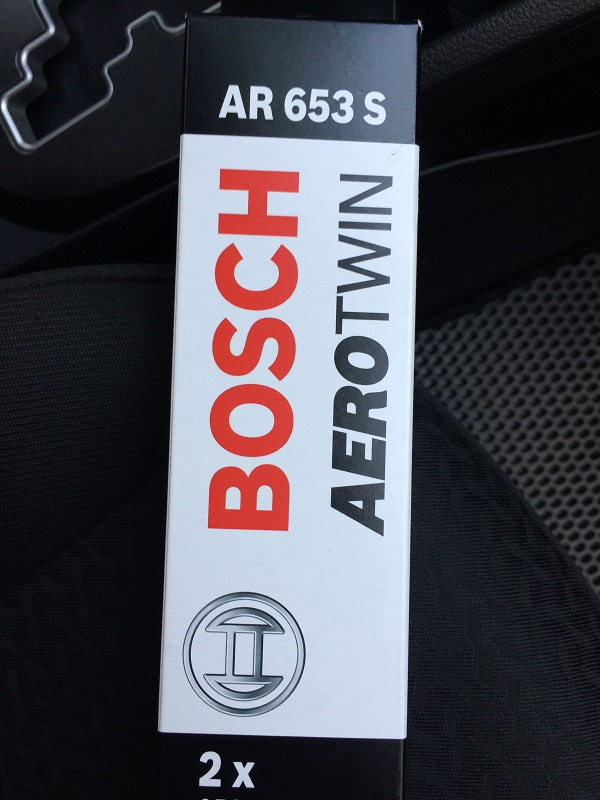 AR 653 S
BOSCH
AEROTWIN
2 x